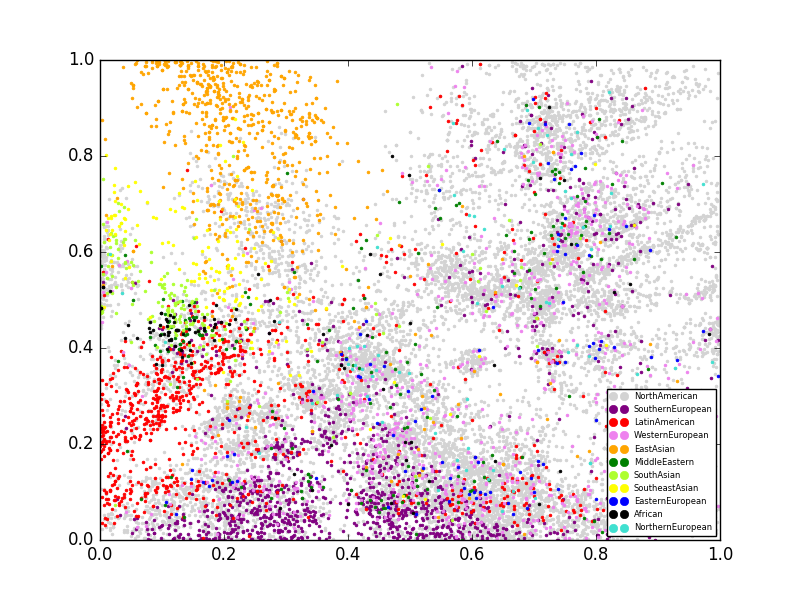 1.0
0.8
0.6
0.4
0.2
0.0
0.0 0.2 0.4 0.6 0.8 1.0
NorthAmerican
SouthernEuropean
LatinAmerican
WesternEuropean
EastAsian
MiddleEastern
SouthAsian
SoutheastAsian
EasternEuropean
African
NorthernEuropean